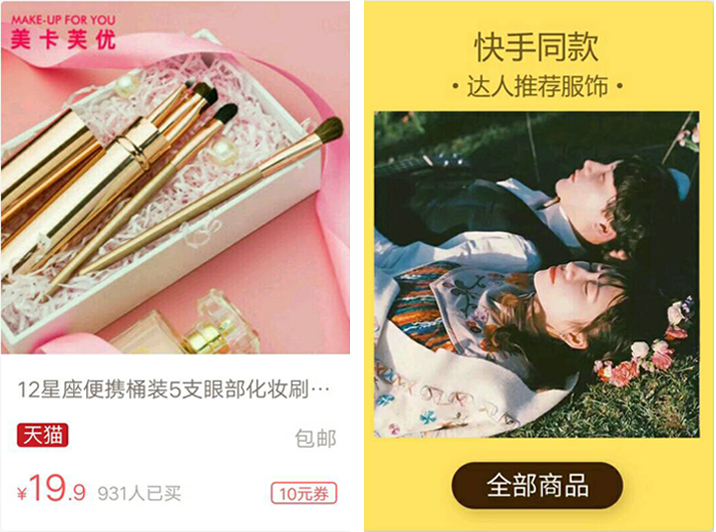 MAKE-UP FOR YOU
美卡芙优
12星座便携桶装5支眼部化妆刷…
天猫
包邮
¥19.9 931人已买 10元券
快手同款
·达人推荐服饰·
全部商品